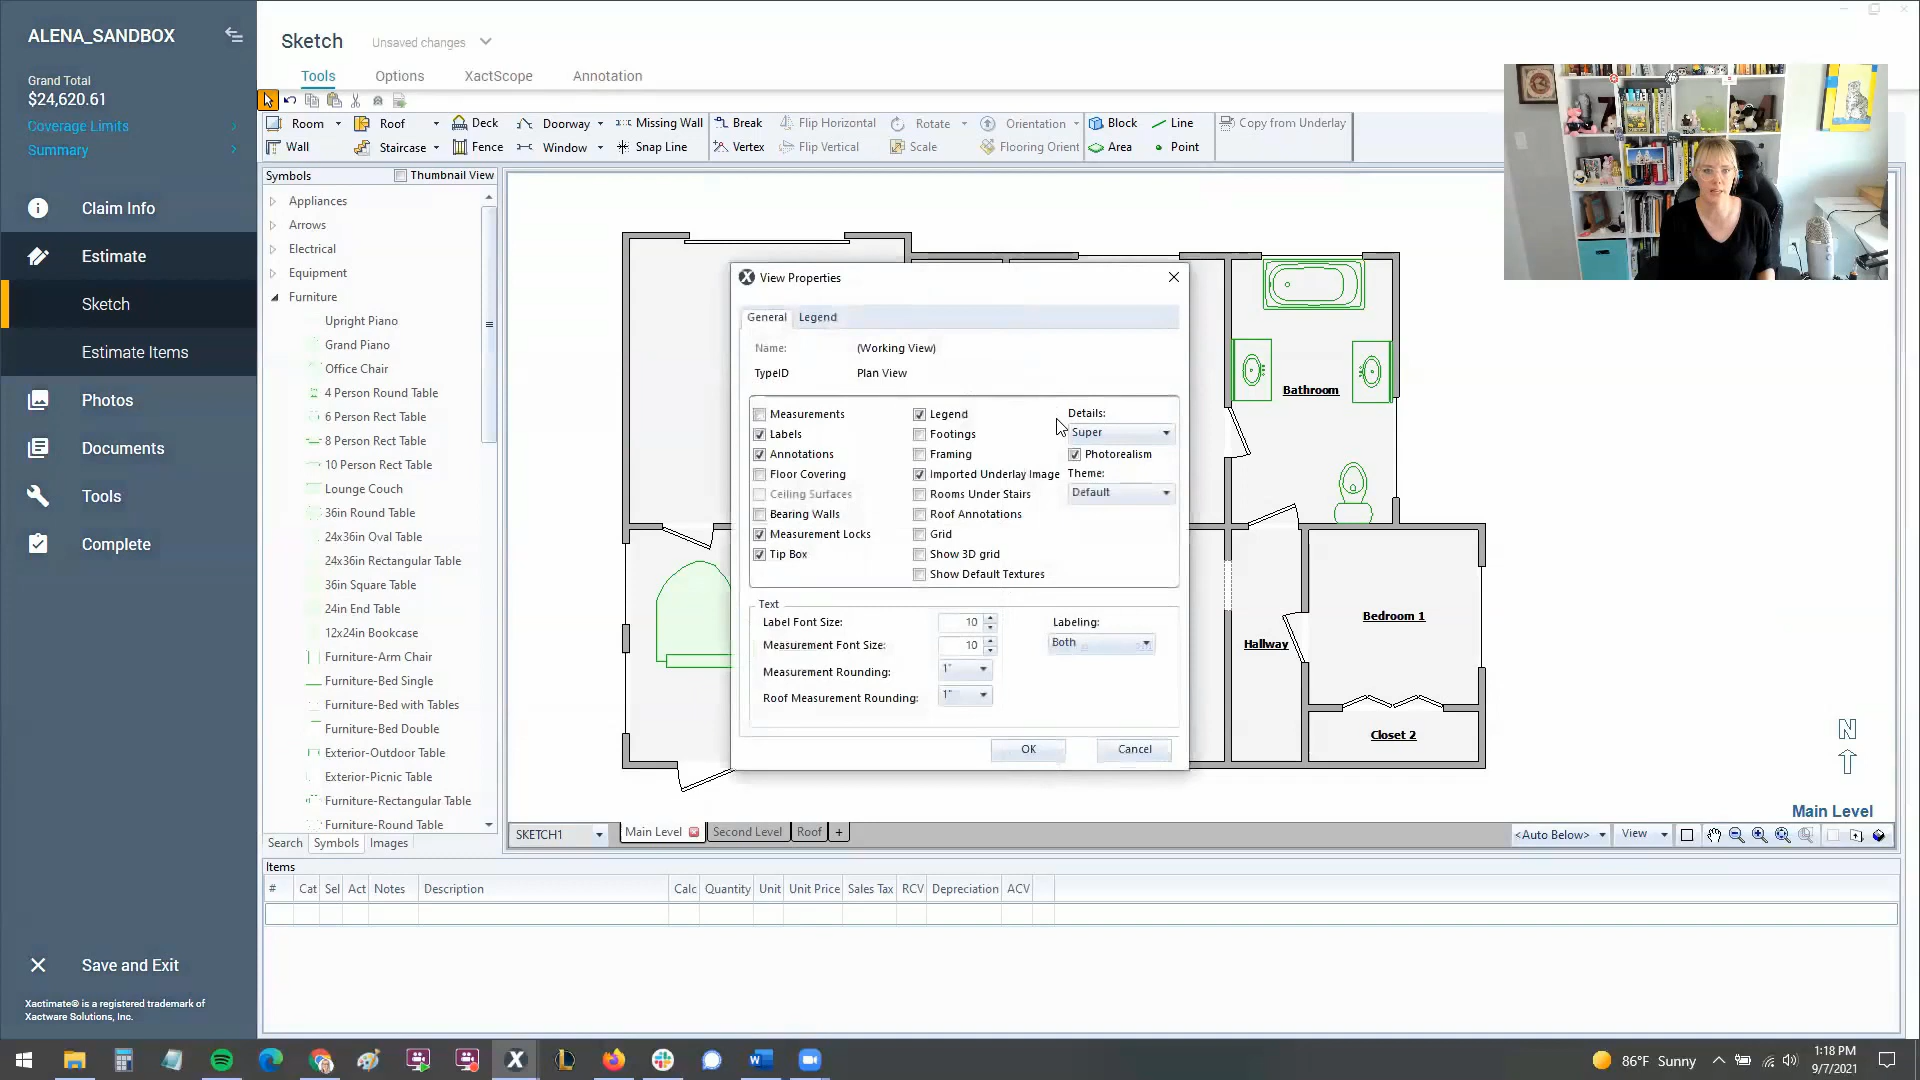 ALENA_SANDBOX
Grand Total
$24,620.61
Coverage Limits
Summary
Claim Info
Estimate
Sketch
Estimate Items
Photos
Documents
Tools
Complete
Save and Exit
Xactimate® is a registered trademark of
Xactware Solutions, Inc.
Sketch Unsaved changes
Tools Options XactScope Annotation
Room Roof Deck Doorway Missing Wall Break Flip Horizontal Rotate Orientation Block Line Copy from Underlay
Wall Staircase Fence Window Snap Line Vertex Flip Vertical Scale Flooring Orient Area Point
Symbols Thumbnail View
Appliances
Arrows
Electrical
Equipment
Furniture
Upright Piano
Grand Piano
Office Chair
4 Person Round Table
6 Person Rect Table
8 Person Rect Table
10 Person Rect Table
Lounge Couch
36in Round Table
24x36in Oval Table
24x36in Rectangular Table
36in Square Table
24in End Table
12x24in Bookcase
Furniture-Arm Chair
Furniture-Bed Single
Furniture-Bed with Tables
Furniture-Bed Double
Exterior-Outdoor Table
Exterior-Picnic Table
Furniture-Rectangular Table
Furniture-Round Table
Search Symbols Images
View Properties
General Legend
Name: (Working View)
TypeID Plan View
Measurements Legend Details:
Labels Footings Super
Annotations Framing Photorealism
Floor Covering Imported Underlay Image Theme:
Ceiling Surfaces Rooms Under Stairs Default
Bearing Walls Roof Annotations
Measurement Locks Grid
Tip Box Show 3D grid
Show Default Textures
Text
Label Font Size: 10 Labeling:
Measurement Font Size: 10 Both
Measurement Rounding: 1"
Roof Measurement Rounding: 1"
OK Cancel
Bathroom
Bedroom 1
Hallway
Closet 2
N
Main Level
SKETCH1 Main Level Second Level Roof + <Auto Below> View
Items
# Cat Sel Act Notes Description Calc Quantity Unit Unit Price Sales Tax RCV Depreciation ACV
86°F Sunny
1:18 PM
9/7/2021